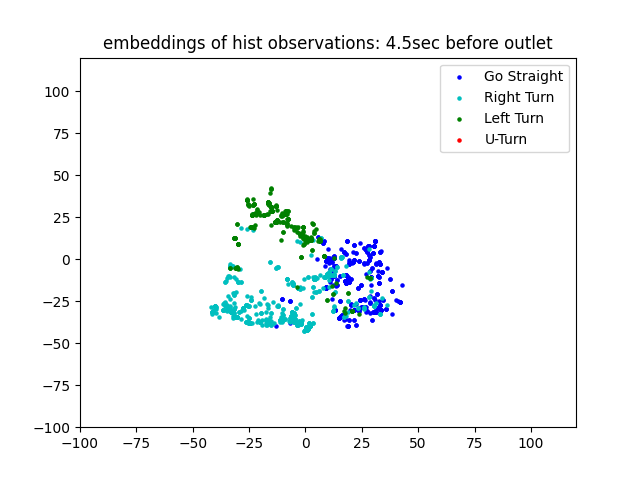 embeddings of hist observations: 4.5sec before outlet
Go Straight
Right Turn
Left Turn
U-Turn
100
75
50
25
0
−25
−50
−75
−100
−100 −75 −50 −25 0 25 50 75 100